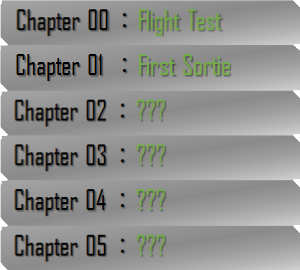 Chapter 00 : Flight Test
Chapter 01 : First Sortie
Chapter 02 : ???
Chapter 03 : ???
Chapter 04 : ???
Chapter 05 : ???